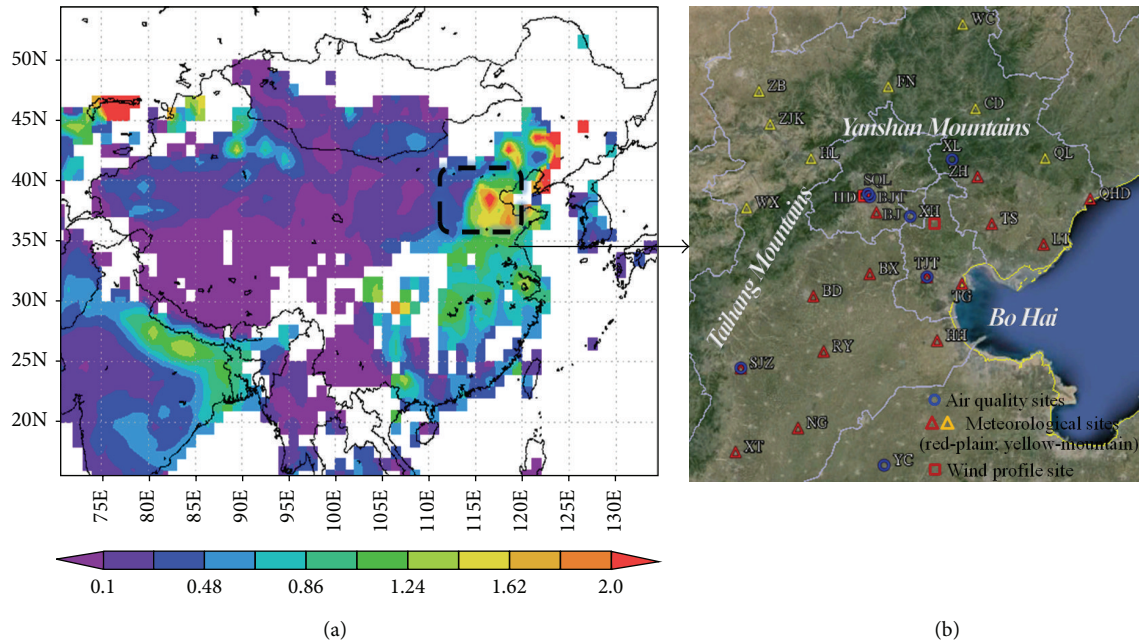 50N
45N
40N
35N
30N
25N
20N
75E 80E 85E 90E 95E 100E 105E 110E 115E 120E 125E 130E
0.1 0.48 0.86 1.24 1.62 2.0
(a)
WC
ZB
FN
CD
ZJK
Yanshan Mountains
HL
XL
QL
ZH
SQL
HD BJT
QHD
WX
BJ
XH
TS
LT
Taihang Mountains
BX
TJT
BD
TG
Bo Hai
RY
HH
SJZ
Air quality sites
Meteorological sites
(red-plain; yellow-mountain)
NG
XT
YC
Wind profile site
(b)